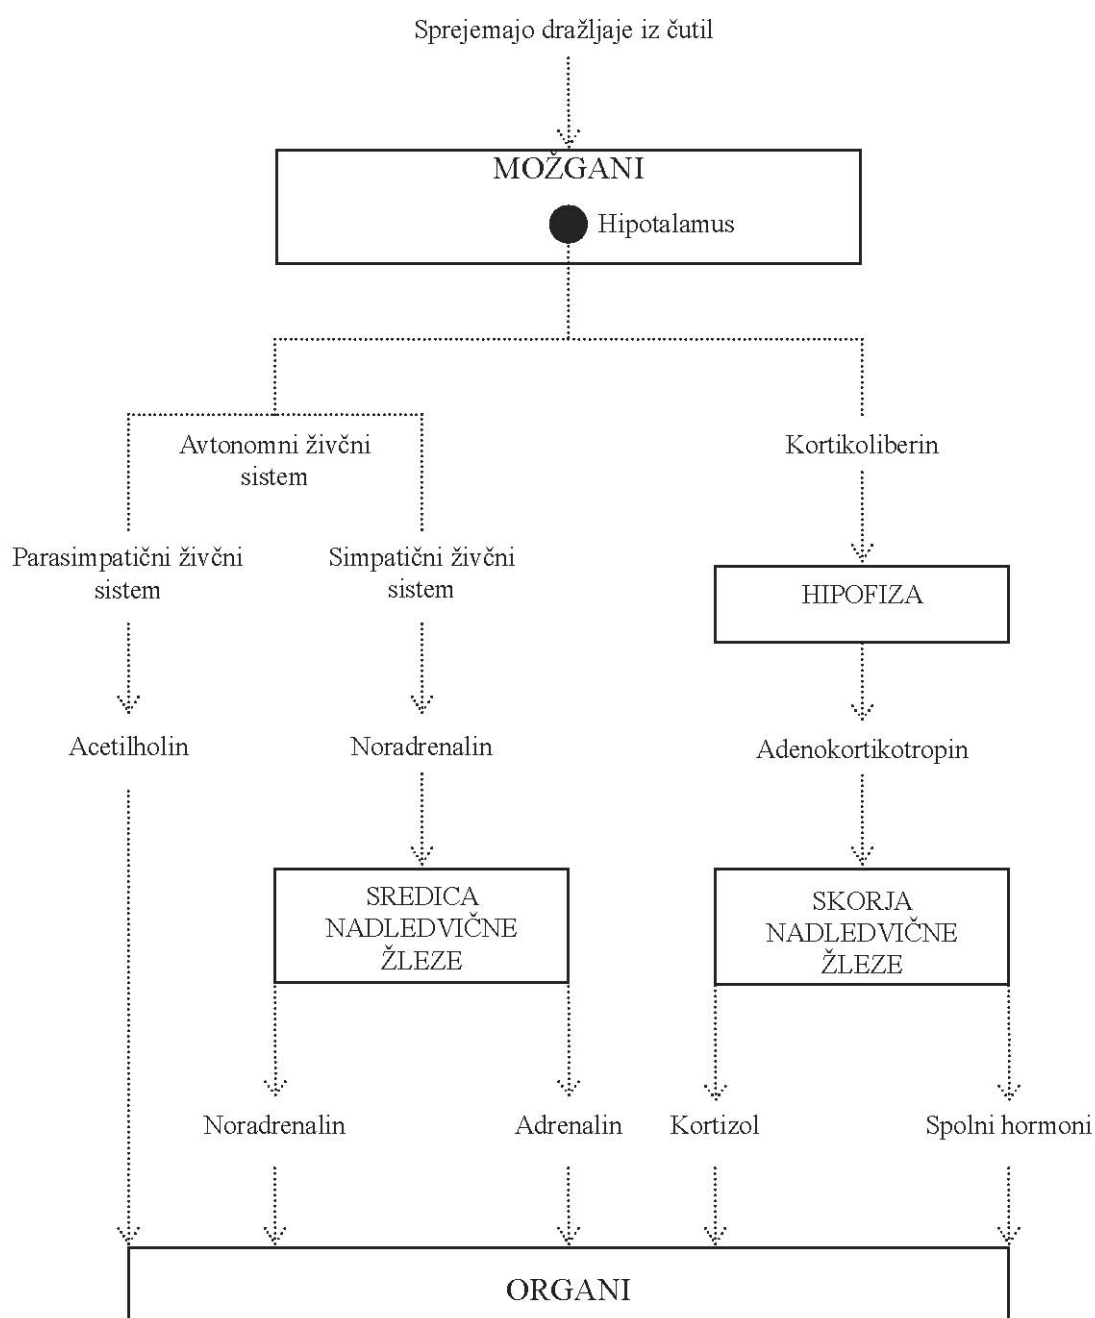 Sprejemajo dražljaje iz čutil
MOŽGANI
Hipotalamus
Avtonomni živčni
sistem
Kortikoliberin
Parasimpatični živčni
sistem
Simpatični živčni
sistem
HIPOFIZA
Acetilholin
Noradrenalin
Adenokortikotropin
SREDICA
NADLEDVIČNE
ŽLEZE
SKORJA
NADLEDVIČNE
ŽLEZE
Noradrenalin
Adrenalin
Kortizol
Spolni hormoni
ORGANI